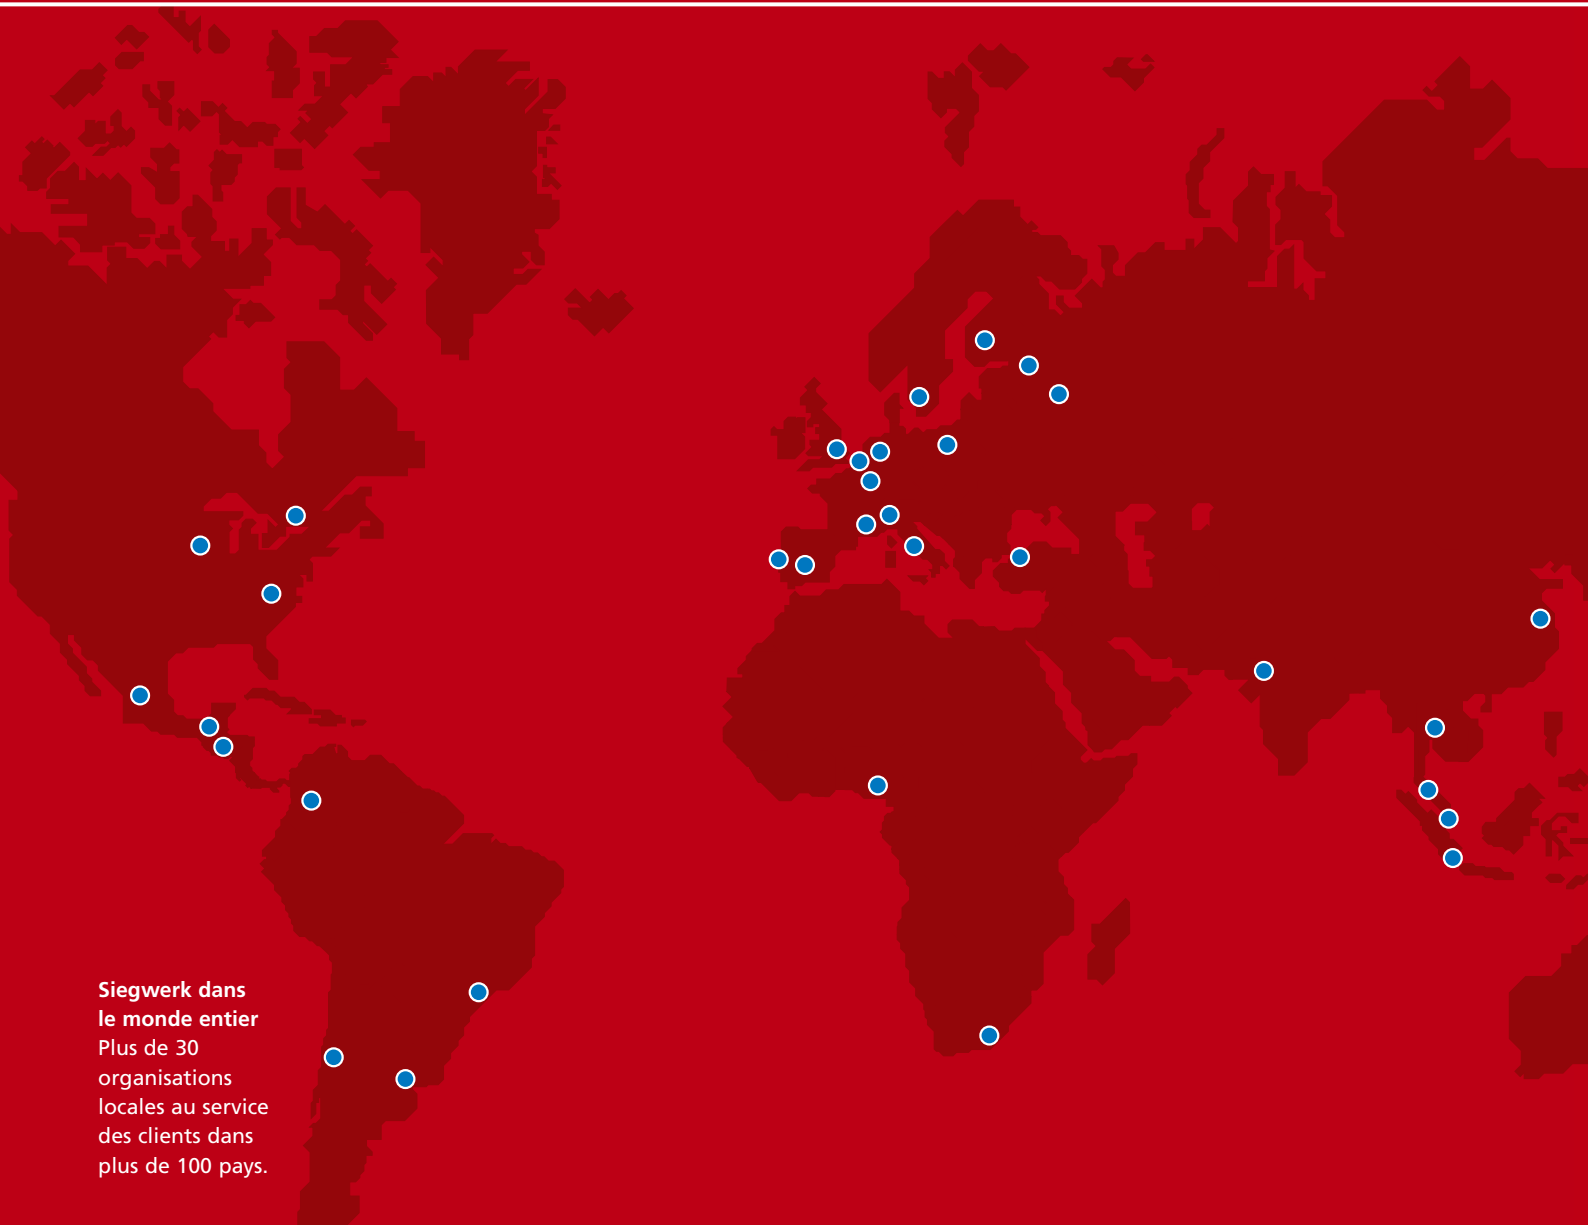 Siegwerk dans
le monde entier
Plus de 30
organisations
locales au service
des clients dans
plus de 100 pays.